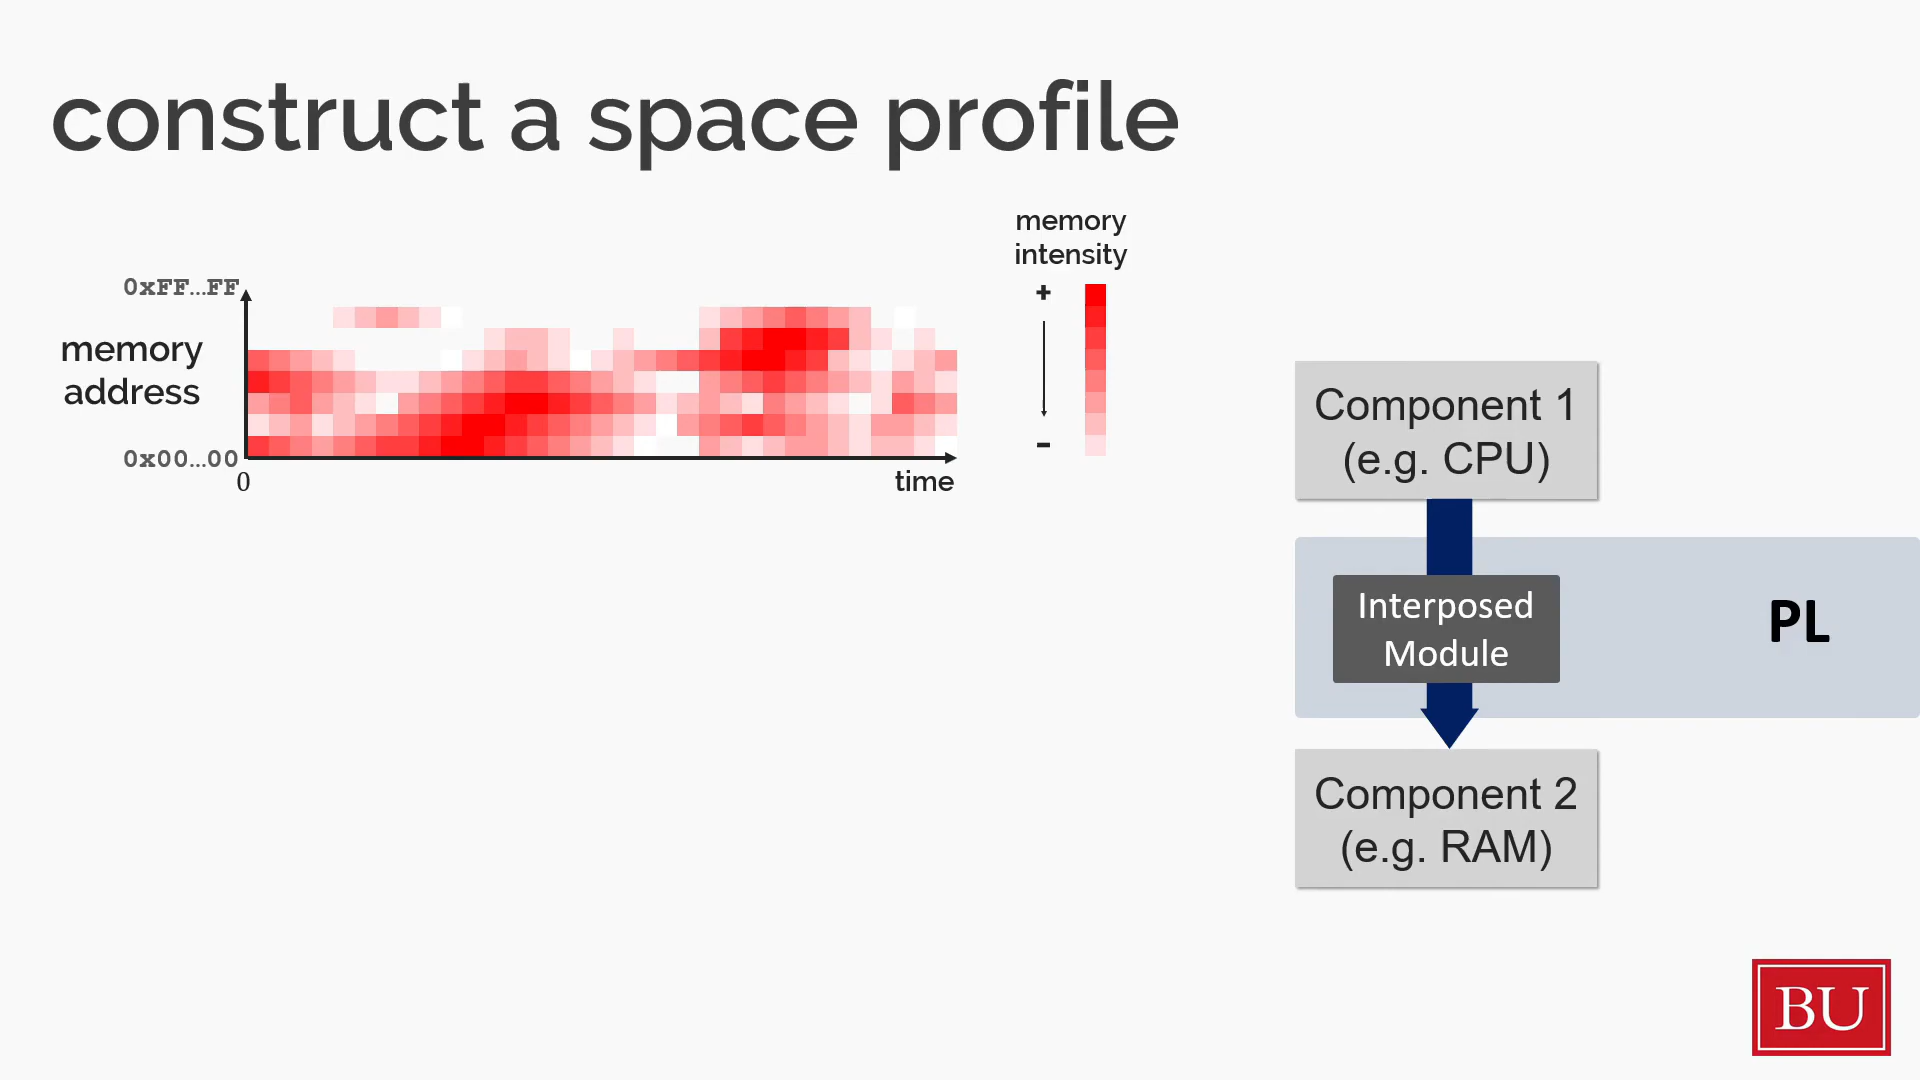 construct a space profile
memory
intensity
+
-
0xFF...FF
memory
address
0x00...00
0
time
Component 1
(e.g. CPU)
Interposed
Module
PL
Component 2
(e.g. RAM)
BU